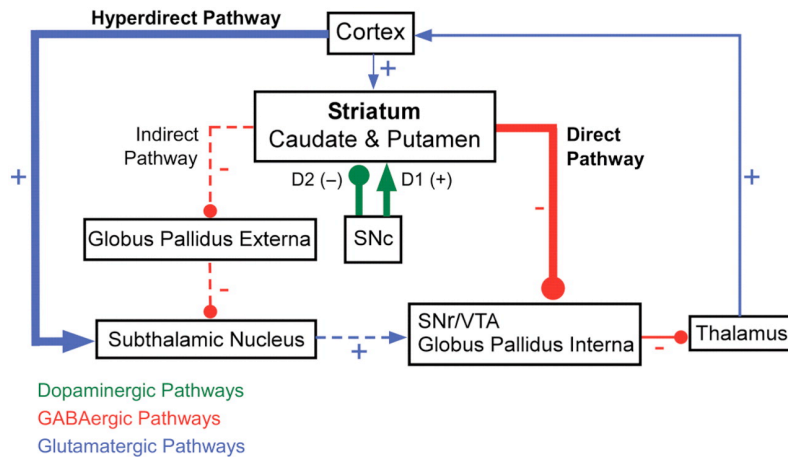 Hyperdirect Pathway
Cortex
+
Striatum
Caudate & Putamen
Indirect
Pathway
-
Direct
Pathway
-
+
+
D2 (–)
D1 (+)
Globus Pallidus Externa
SNc
-
Subthalamic Nucleus
+
SNr/VTA
Globus Pallidus Interna
-
Thalamus
Dopaminergic Pathways
GABAergic Pathways
Glutamatergic Pathways